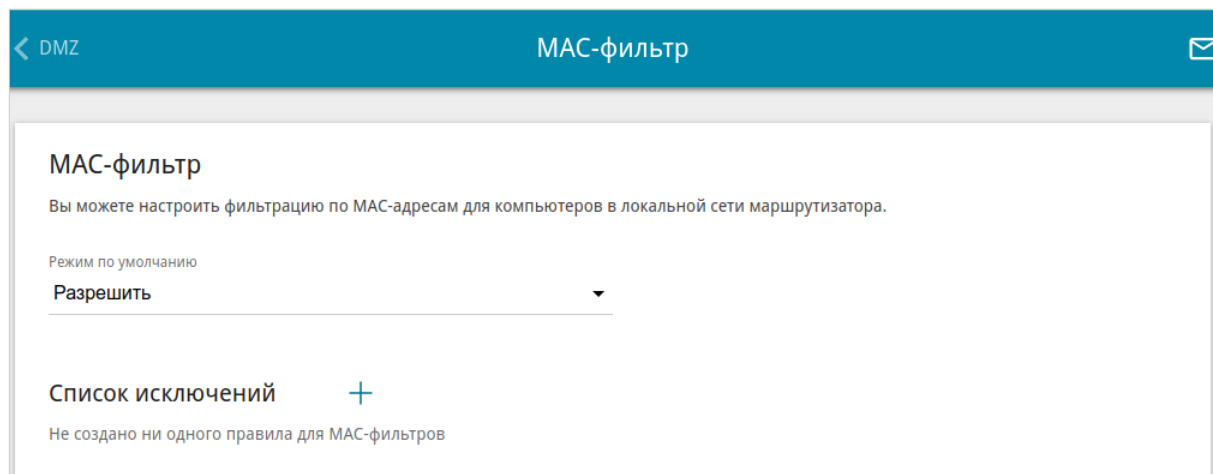 DMZ
MAC-фильтр
MAC-фильтр
Вы можете настроить фильтрацию по MAC-адресам для компьютеров в локальной сети маршрутизатора.
Режим по умолчанию
Разрешить
Список исключений
Не создано ни одного правила для MAC-фильтров